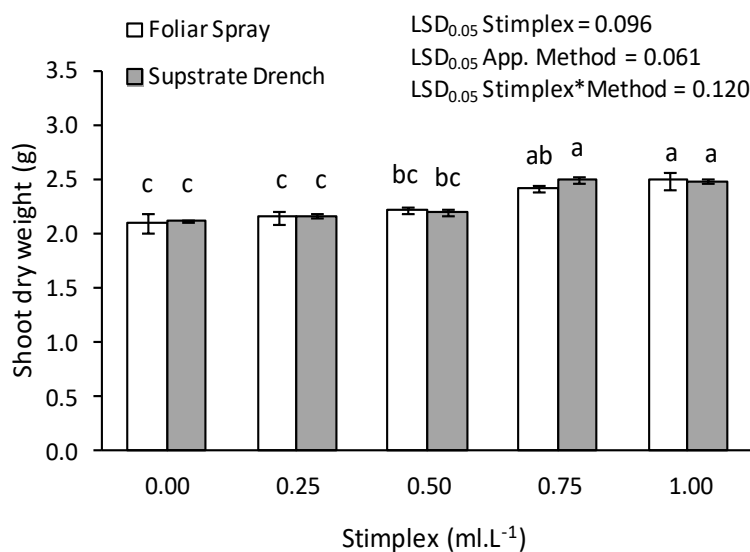 Foliar Spray
Supstrate Drench
LSD0.05 Stimplex = 0.096
LSD0.05 App. Method = 0.061
LSD0.05 Stimplex*Method = 0.120
Shoot dry weight (g)
3.5
3.0
2.5
2.0
1.5
1.0
0.5
0.0
c c c c bc bc ab a a a
0.00 0.25 0.50 0.75 1.00
Stimplex (ml.L-1)